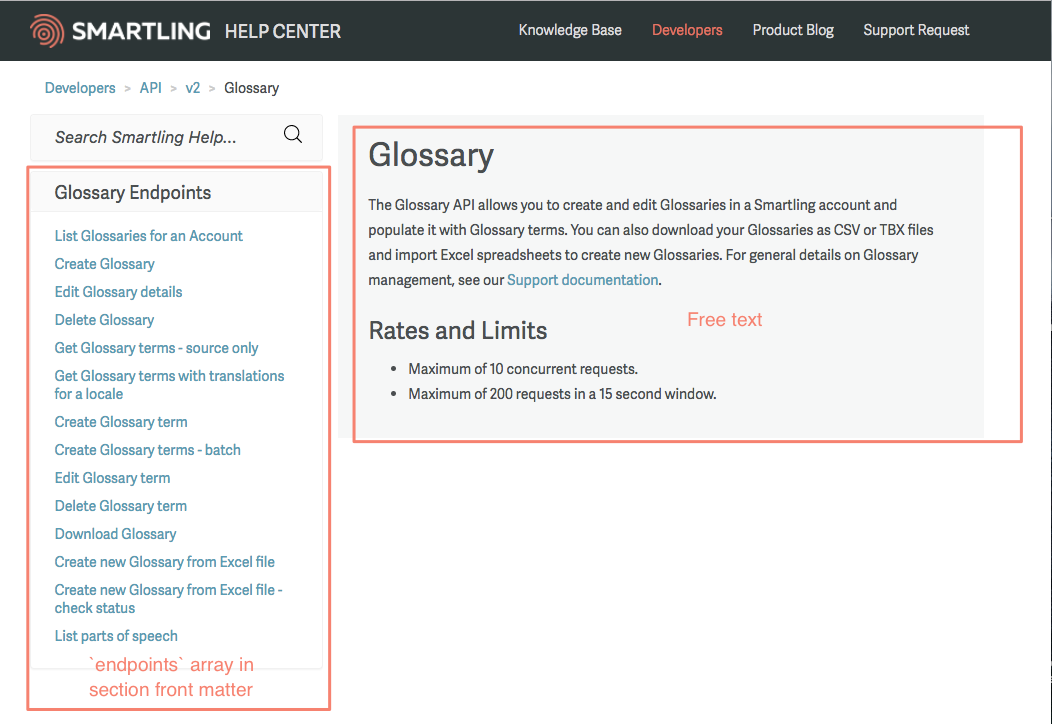 SMARTLING HELP CENTER
Knowledge Base Developers Product Blog Support Request
Developers > API > v2 > Glossary
Search Smartling Help...
Glossary Endpoints
List Glossaries for an Account
Create Glossary
Edit Glossary details
Delete Glossary
Get Glossary terms - source only
Get Glossary terms with translations
for a locale
Create Glossary term
Create Glossary terms - batch
Edit Glossary term
Delete Glossary term
Download Glossary
Create new Glossary from Excel file
Create new Glossary from Excel file -
check status
List parts of speech
`endpoints` array in
section front matter
Glossary
The Glossary API allows you to create and edit Glossaries in a Smartling account and
populate it with Glossary terms. You can also download your Glossaries as CSV or TBX files
and import Excel spreadsheets to create new Glossaries. For general details on Glossary
management, see our Support documentation.
Free text
Rates and Limits
• Maximum of 10 concurrent requests.
• Maximum of 200 requests in a 15 second window.